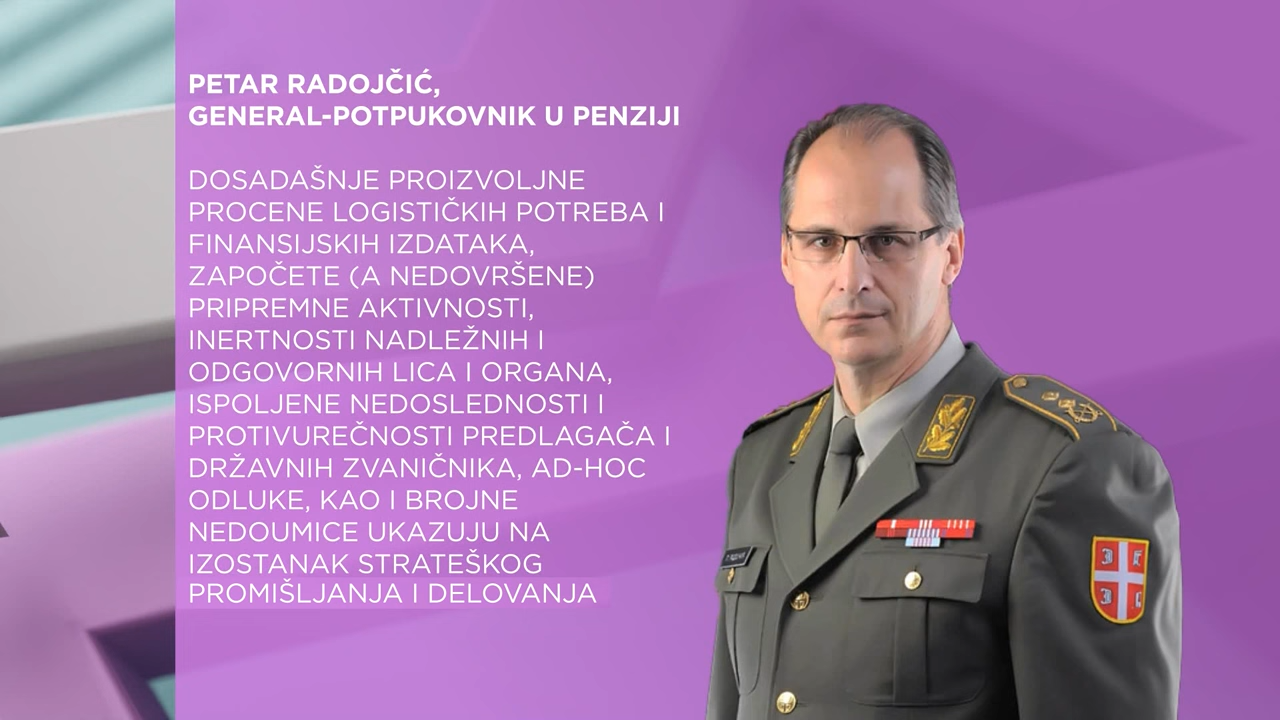 PETAR RADOJČIĆ,
GENERAL-POTPUKOVNIK U PENZIJI
DOSADAŠNJE PROIZVOLJNE
PROCENE LOGISTIČKIH POTREBA I
FINANSIJSKIH IZDATAKA,
ZAPOČETE (A NEDOVRŠENE)
PRIPREMNE AKTIVNOSTI,
INERTNOSTI NADLEŽNIH I
ODGOVORNIH LICA I ORGANA,
ISPOLJENE NEDOSLEDNOSTI I
PROTIVUREČNOSTI PREDLAGAČA I
DRŽAVNIH ZVANIČNIKA, AD-HOC
ODLUKE, KAO I BROJNE
NEDOUMICE UKAZUJU NA
IZOSTANAK STRATEŠKOG
PROMIŠLJANJA I DELOVANJA